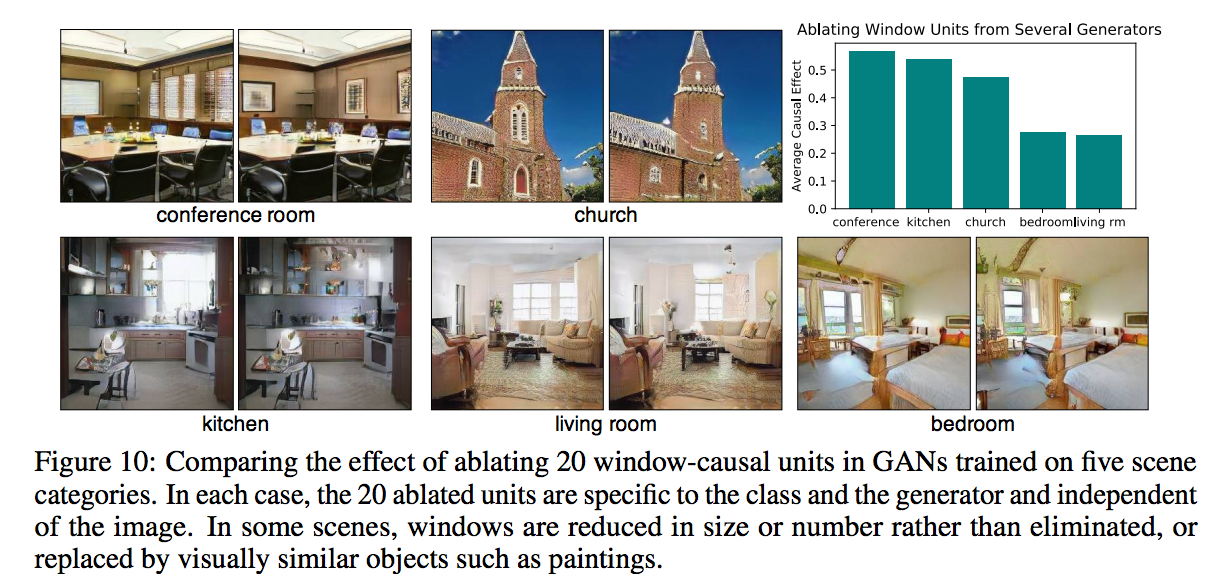 Ablating Window Units from Several Generators
Average Causal Effect
0.5
0.4
0.3
0.2
0.1
0.0
conference kitchen church bedroom living rm
conference room
church
kitchen
living room
bedroom
Figure 10: Comparing the effect of ablating 20 window-causal units in GANs trained on five scene
categories. In each case, the 20 ablated units are specific to the class and the generator and independent
of the image. In some scenes, windows are reduced in size or number rather than eliminated, or
replaced by visually similar objects such as paintings.